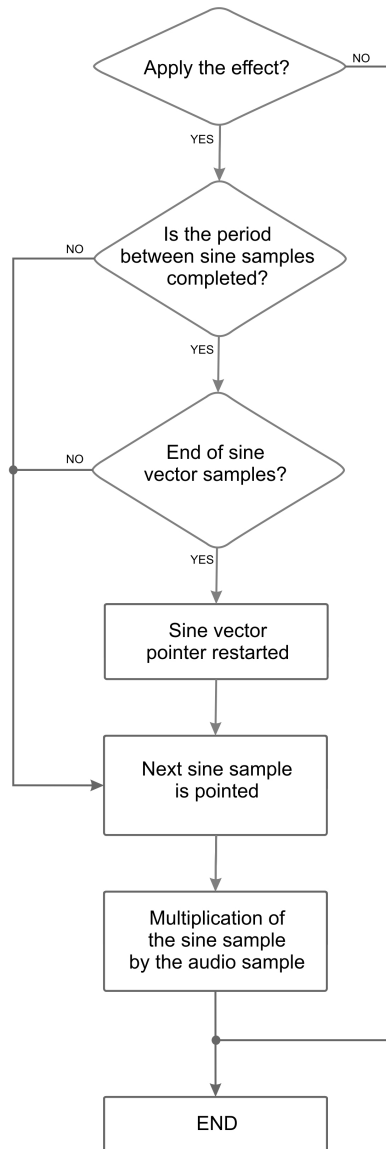 Apply the effect?
NO
YES
Is the period
between sine samples
completed?
NO
YES
End of sine
vector samples?
NO
YES
Sine vector
pointer restarted
Next sine sample
is pointed
Multiplication of
the sine sample
by the audio sample
END